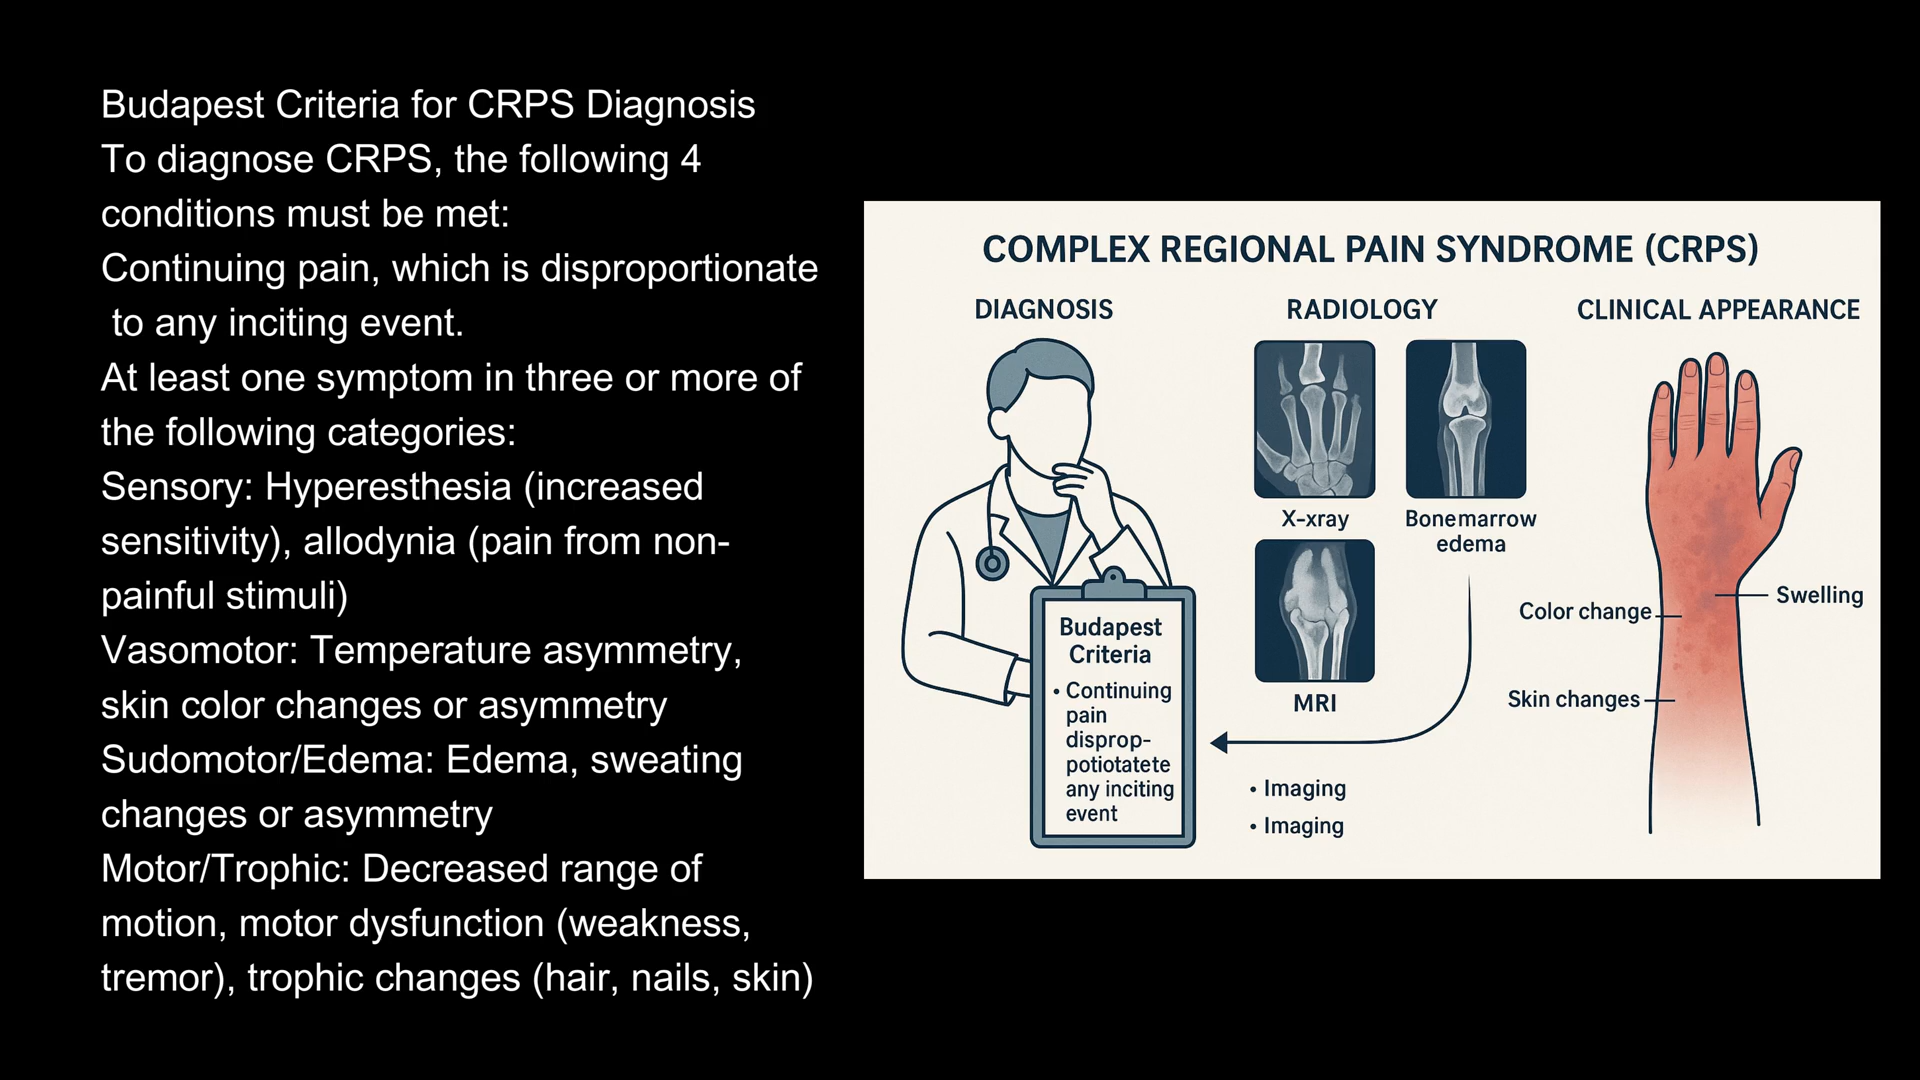 Budapest Criteria for CRPS Diagnosis
To diagnose CRPS, the following 4
conditions must be met:
Continuing pain, which is disproportionate
to any inciting event.
At least one symptom in three or more of
the following categories:
Sensory: Hyperesthesia (increased
sensitivity), allodynia (pain from non-
painful stimuli)
Vasomotor: Temperature asymmetry,
skin color changes or asymmetry
Sudomotor/Edema: Edema, sweating
changes or asymmetry
Motor/Trophic: Decreased range of
motion, motor dysfunction (weakness,
tremor), trophic changes (hair, nails, skin)
COMPLEX REGIONAL PAIN SYNDROME (CRPS)
DIAGNOSIS
Budapest
Criteria
• Continuing
pain
disprop-
potiotatete
any inciting
event
RADIOLOGY
X-xray
Bonemarrow
edema
MRI
• Imaging
• Imaging
CLINICAL APPEARANCE
Swelling
Color change
Skin changes